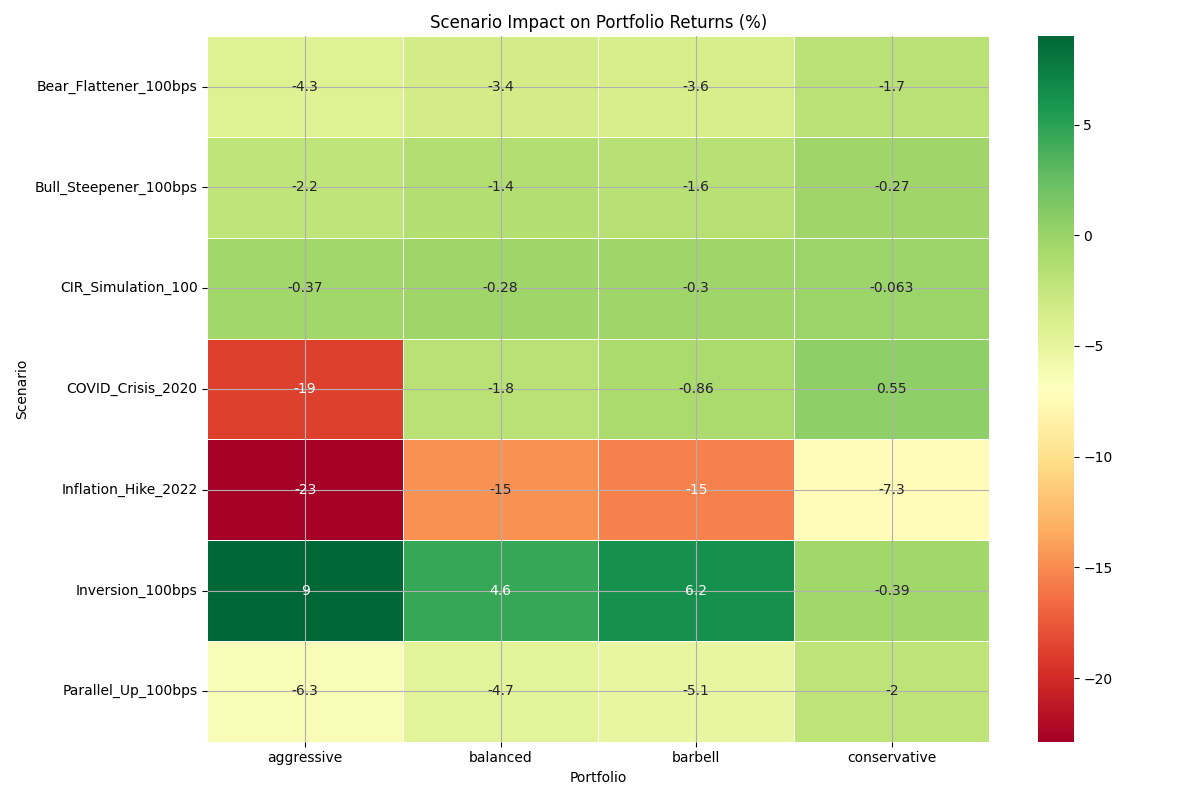 Scenario Impact on Portfolio Returns (%)
Bear_Flattener_100bps -4.3 -3.4 -3.6 -1.7
Bull_Steepener_100bps -2.2 -1.4 -1.6 -0.27
CIR_Simulation_100 -0.37 -0.28 -0.3 -0.063
COVID_Crisis_2020 -19 -1.8 -0.86 0.55
Inflation_Hike_2022 -23 -15 -15 -7.3
Inversion_100bps 9 4.6 6.2 -0.39
Parallel_Up_100bps -6.3 -4.7 -5.1 -2
aggressive balanced barbell conservative
Portfolio
Scenario
5
0
−5
−10
−15
−20